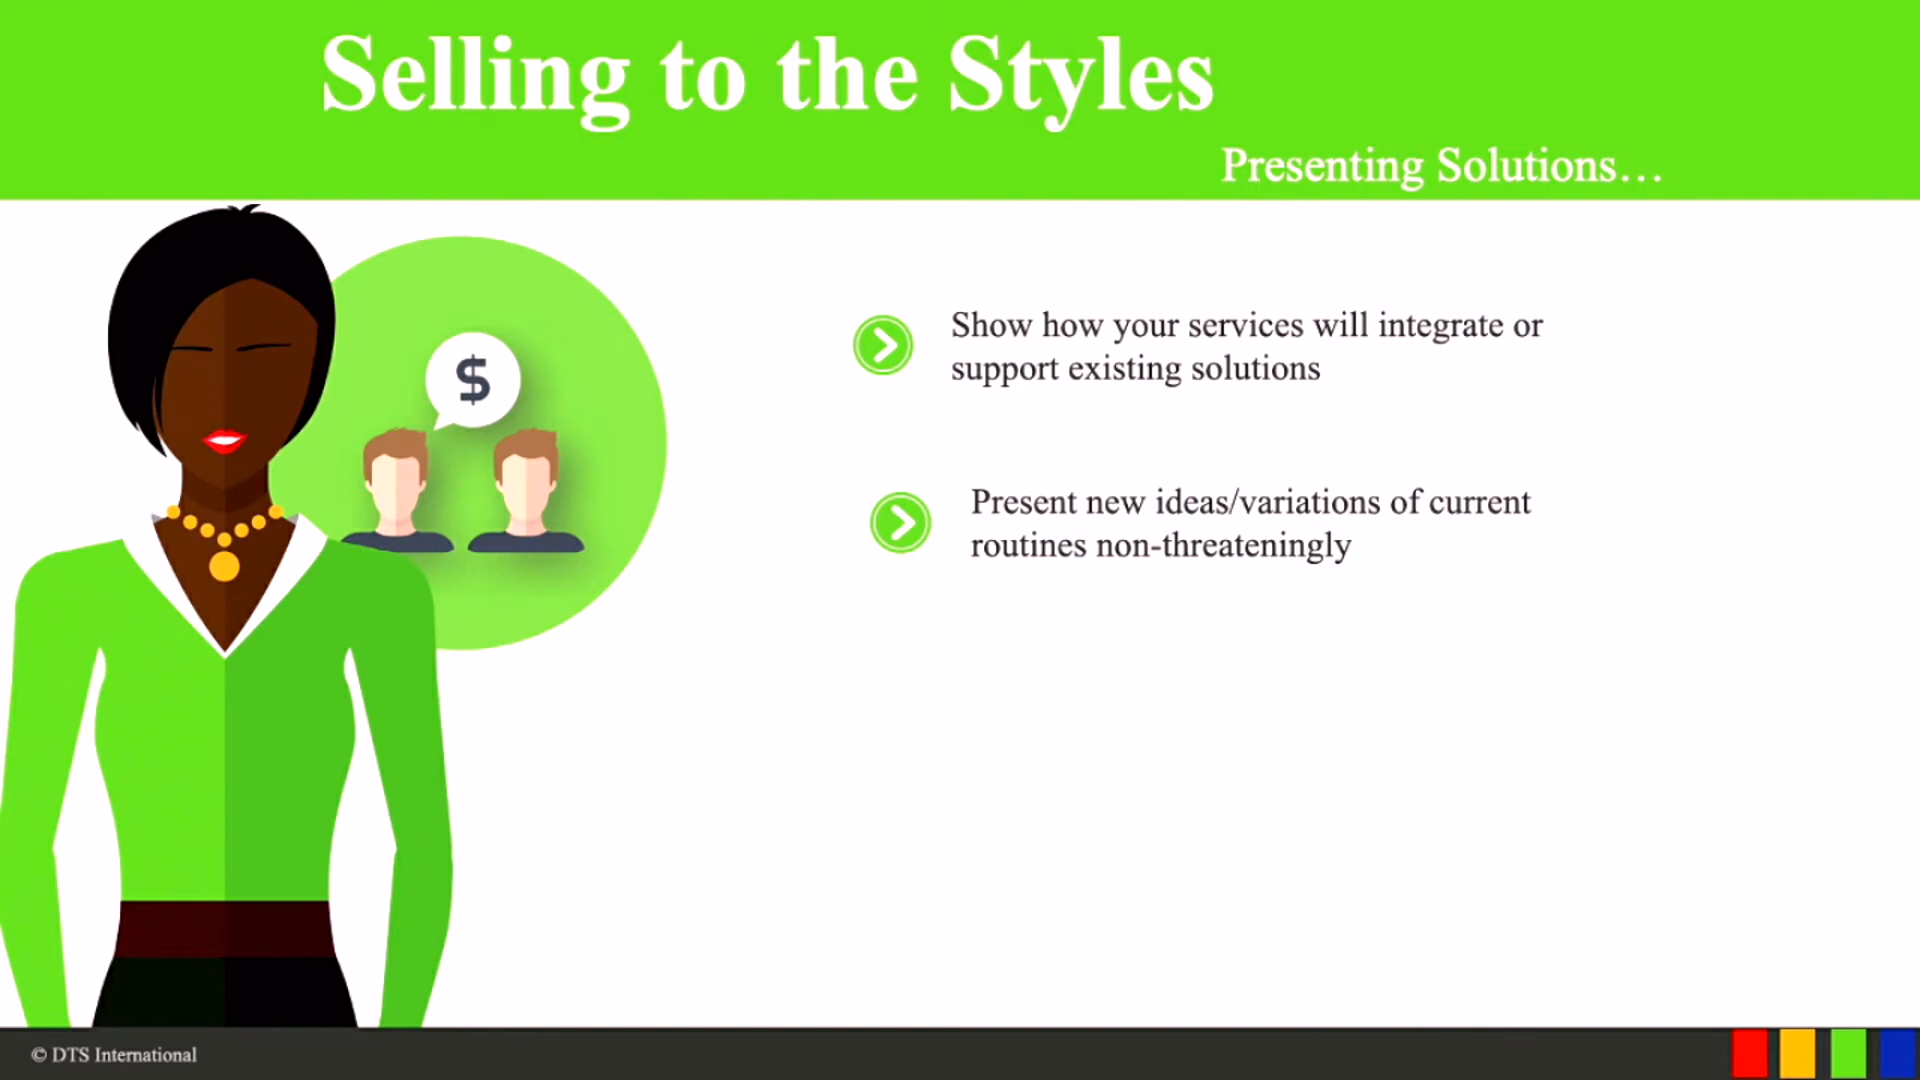 Selling to the Styles
Presenting Solutions…
$
Show how your services will integrate or
support existing solutions
Present new ideas/variations of current
routines non-threateningly
© DTS International